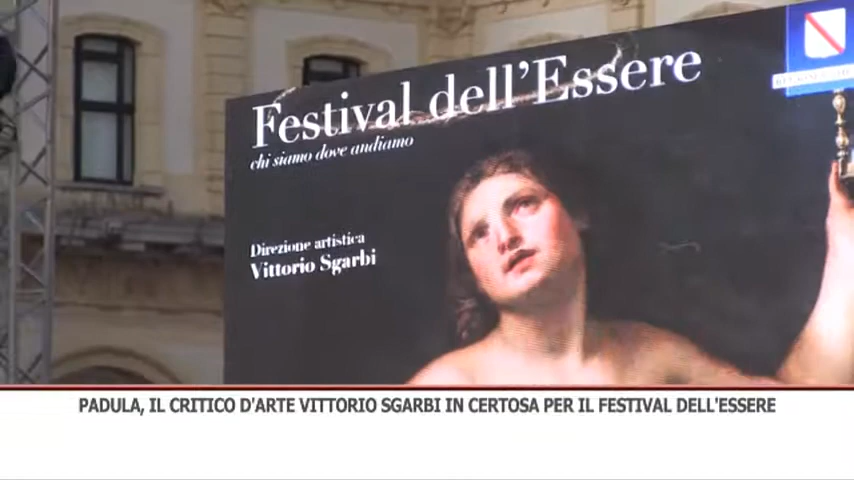 Festival dell'Essere
chi siamo dove andiamo
Direzione artistica
Vittorio Sgarbi
PADULA, IL CRITICO D'ARTE VITTORIO SGARBI IN CERTOSA PER IL FESTIVAL DELL'ESSERE